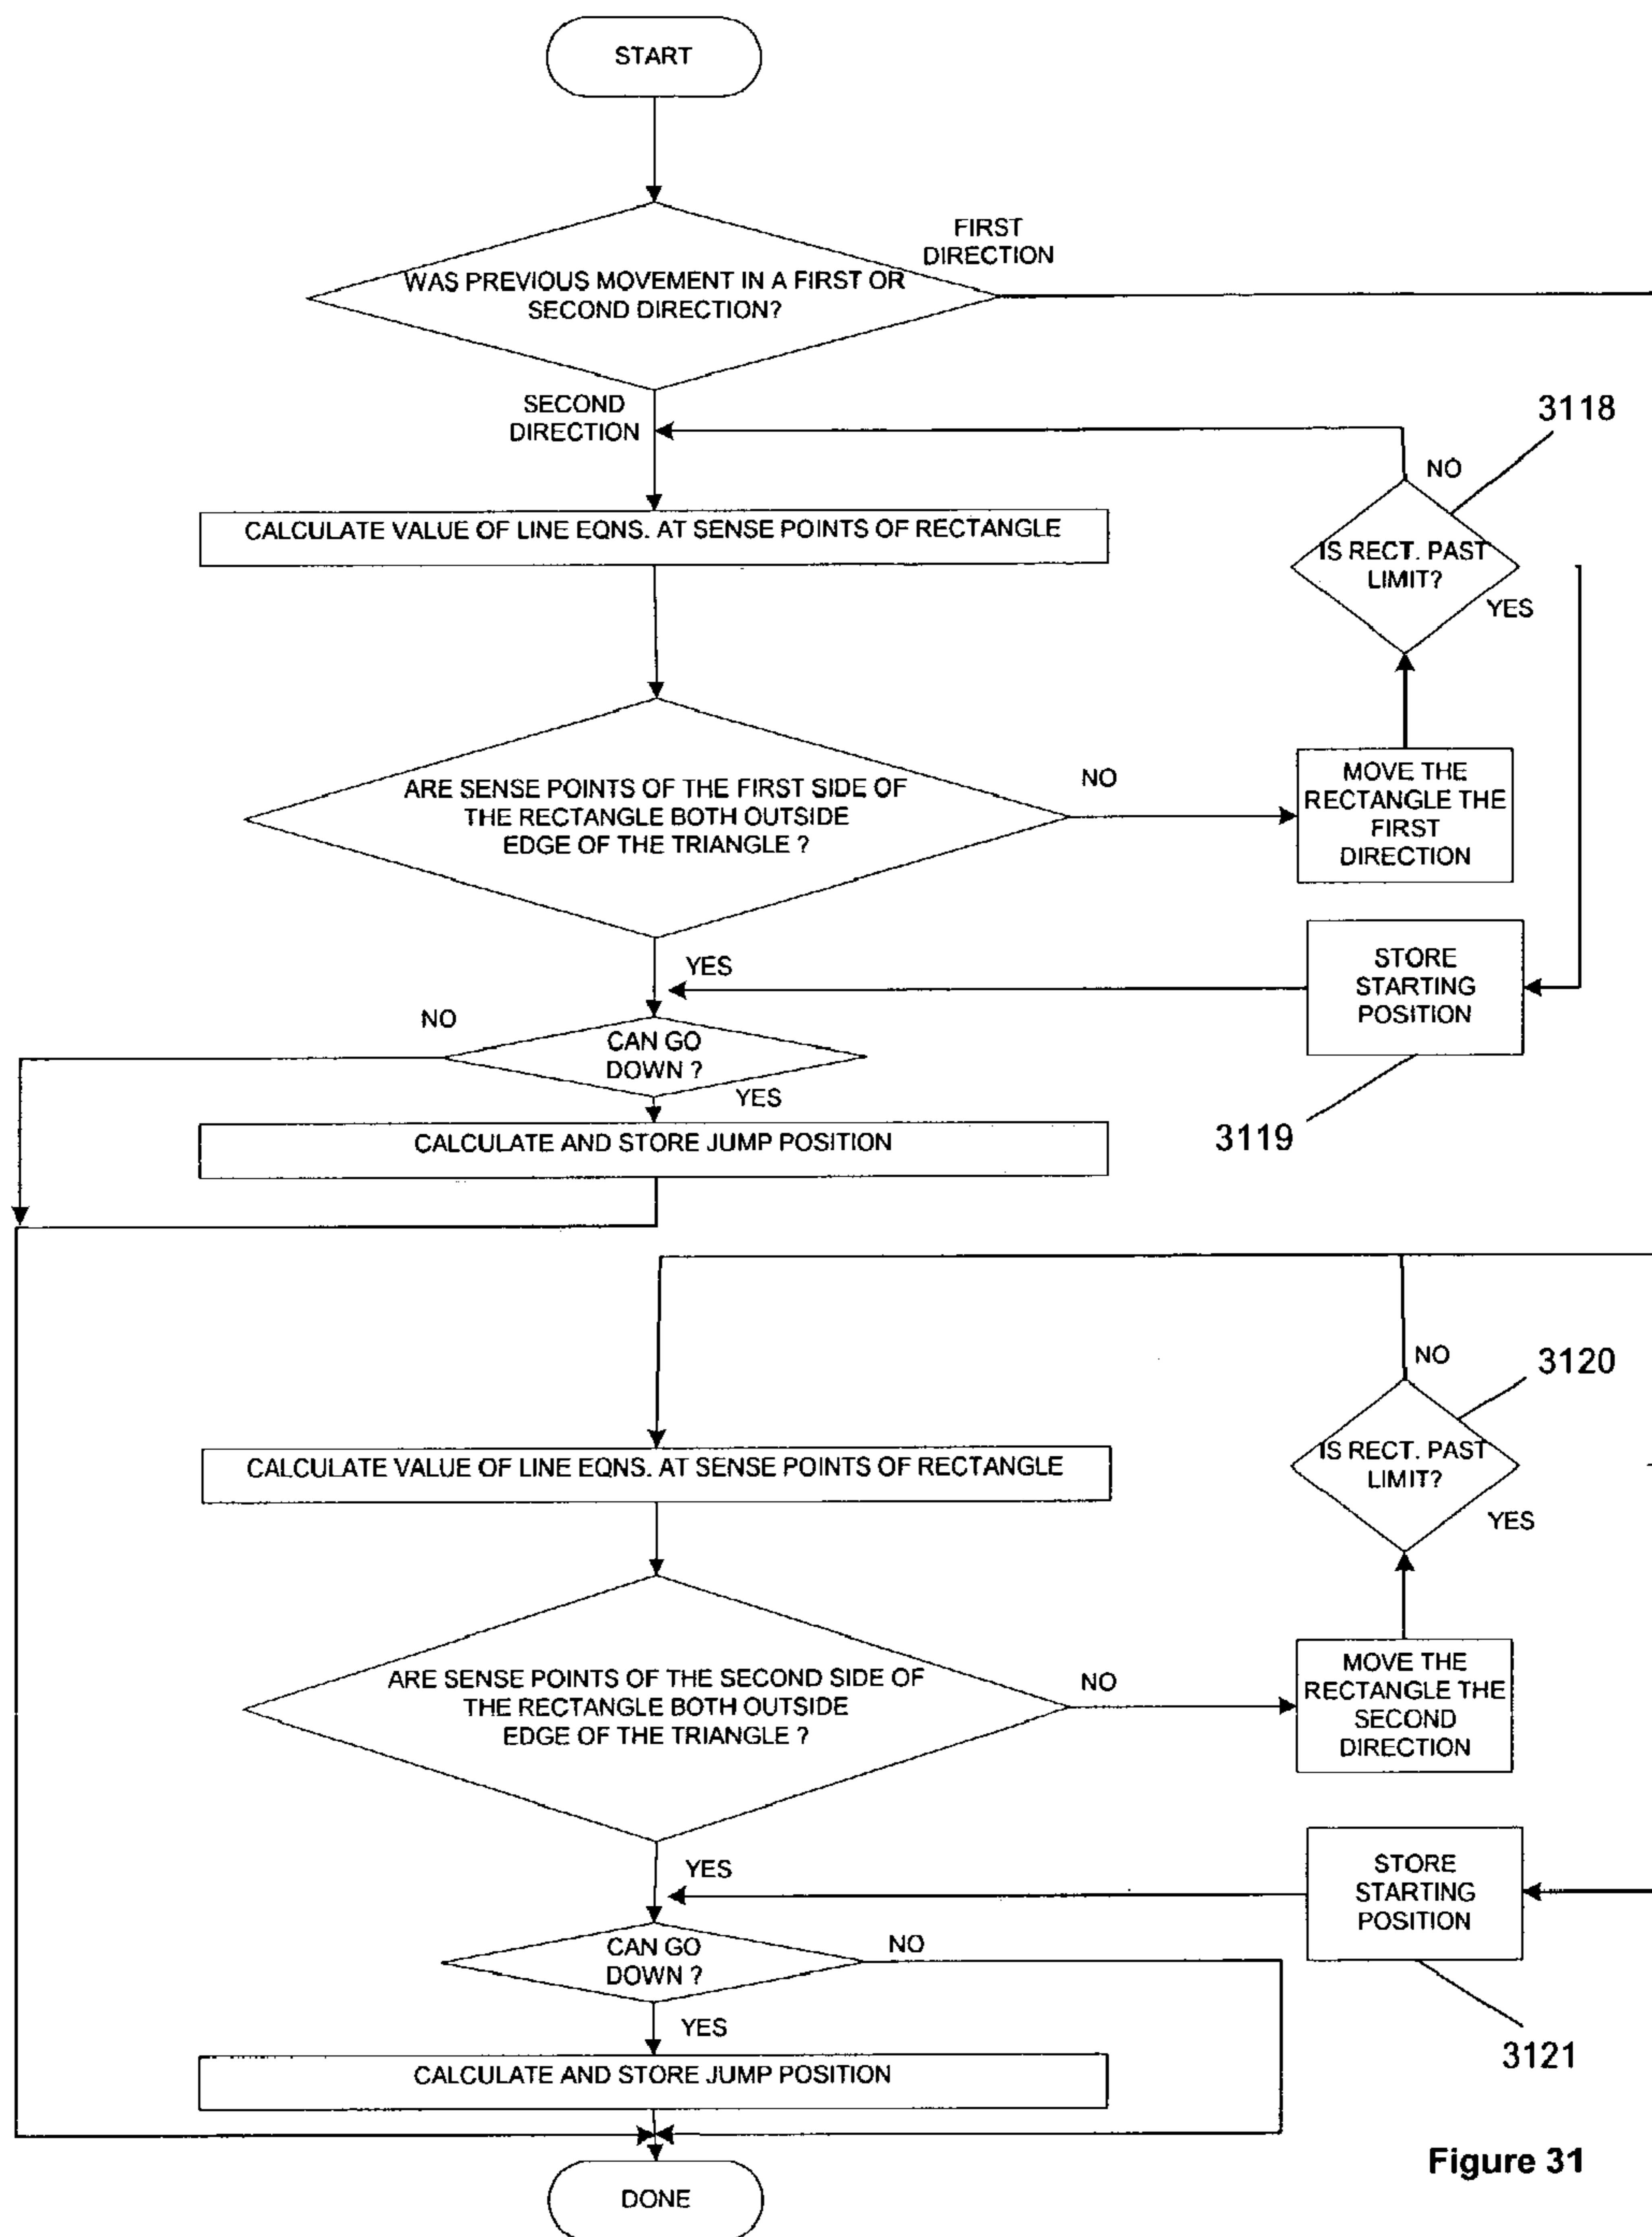 START
FIRST
DIRECTION
WAS PREVIOUS MOVEMENT IN A FIRST OR
SECOND DIRECTION?
SECOND
DIRECTION
3118
NO
CALCULATE VALUE OF LINE EQNS. AT SENSE POINTS OF RECTANGLE
IS RECT. PAST
LIMIT?
YES
ARE SENSE POINTS OF THE FIRST SIDE OF
THE RECTANGLE BOTH OUTSIDE
EDGE OF THE TRIANGLE ?
NO
MOVE THE
RECTANGLE THE
FIRST
DIRECTION
YES
STORE
STARTING
POSITION
NO
CAN GO
DOWN ?
YES
3119
CALCULATE AND STORE JUMP POSITION
NO
3120
CALCULATE VALUE OF LINE EQNS. AT SENSE POINTS OF RECTANGLE
IS RECT. PAST
LIMIT?
YES
ARE SENSE POINTS OF THE SECOND SIDE OF
THE RECTANGLE BOTH OUTSIDE
EDGE OF THE TRIANGLE ?
NO
MOVE THE
RECTANGLE THE
SECOND
DIRECTION
YES
STORE
STARTING
POSITION
CAN GO
DOWN ?
NO
YES
3121
CALCULATE AND STORE JUMP POSITION
Figure 31
DONE